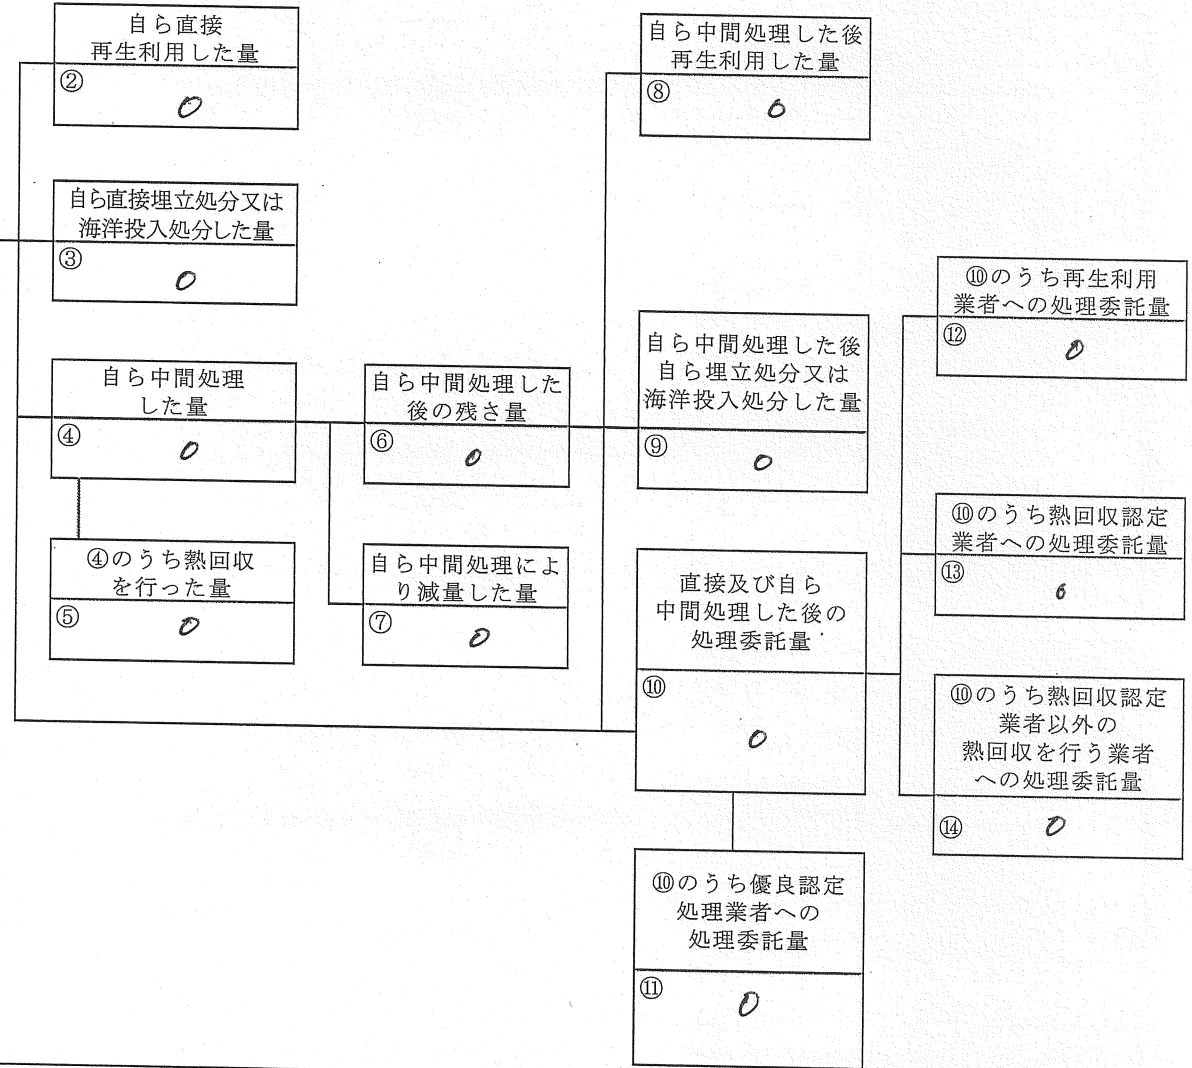 自ら直接
再生利用した量
②
0
自ら直接埋立処分又は
海洋投入処分した量
③
0
自ら中間処理
した量
④
0
④のうち熱回収
を行った量
⑤
0
自ら中間処理した
後の残さ量
⑥
0
自ら中間処理によ
り減量した量
⑦
0
自ら中間処理した後
再生利用した量
⑧
0
自ら中間処理した後
自ら埋立処分又は
海洋投入処分した量
⑨
0
直接及び自ら
中間処理した後の
処理委託量
⑩
0
⑩のうち優良認定
処理業者への
処理委託量
⑪
0
⑩のうち再生利用
業者への処理委託量
⑫
0
⑩のうち熱回収認定
業者への処理委託量
⑬
0
⑩のうち熱回収認定
業者以外の
熱回収を行う業者
への処理委託量
⑭
0